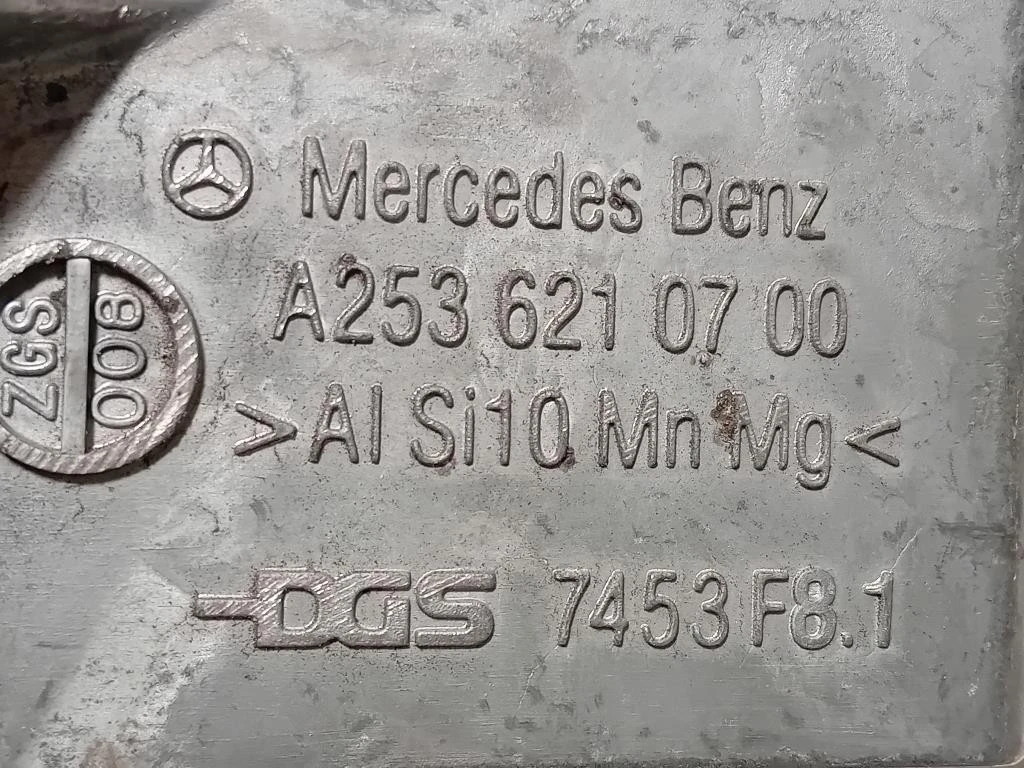 Mercedes Benz
A253 621 07 00
ZGS
008
>Al Si10 Mn Mg<
DGS 7453 F8.1